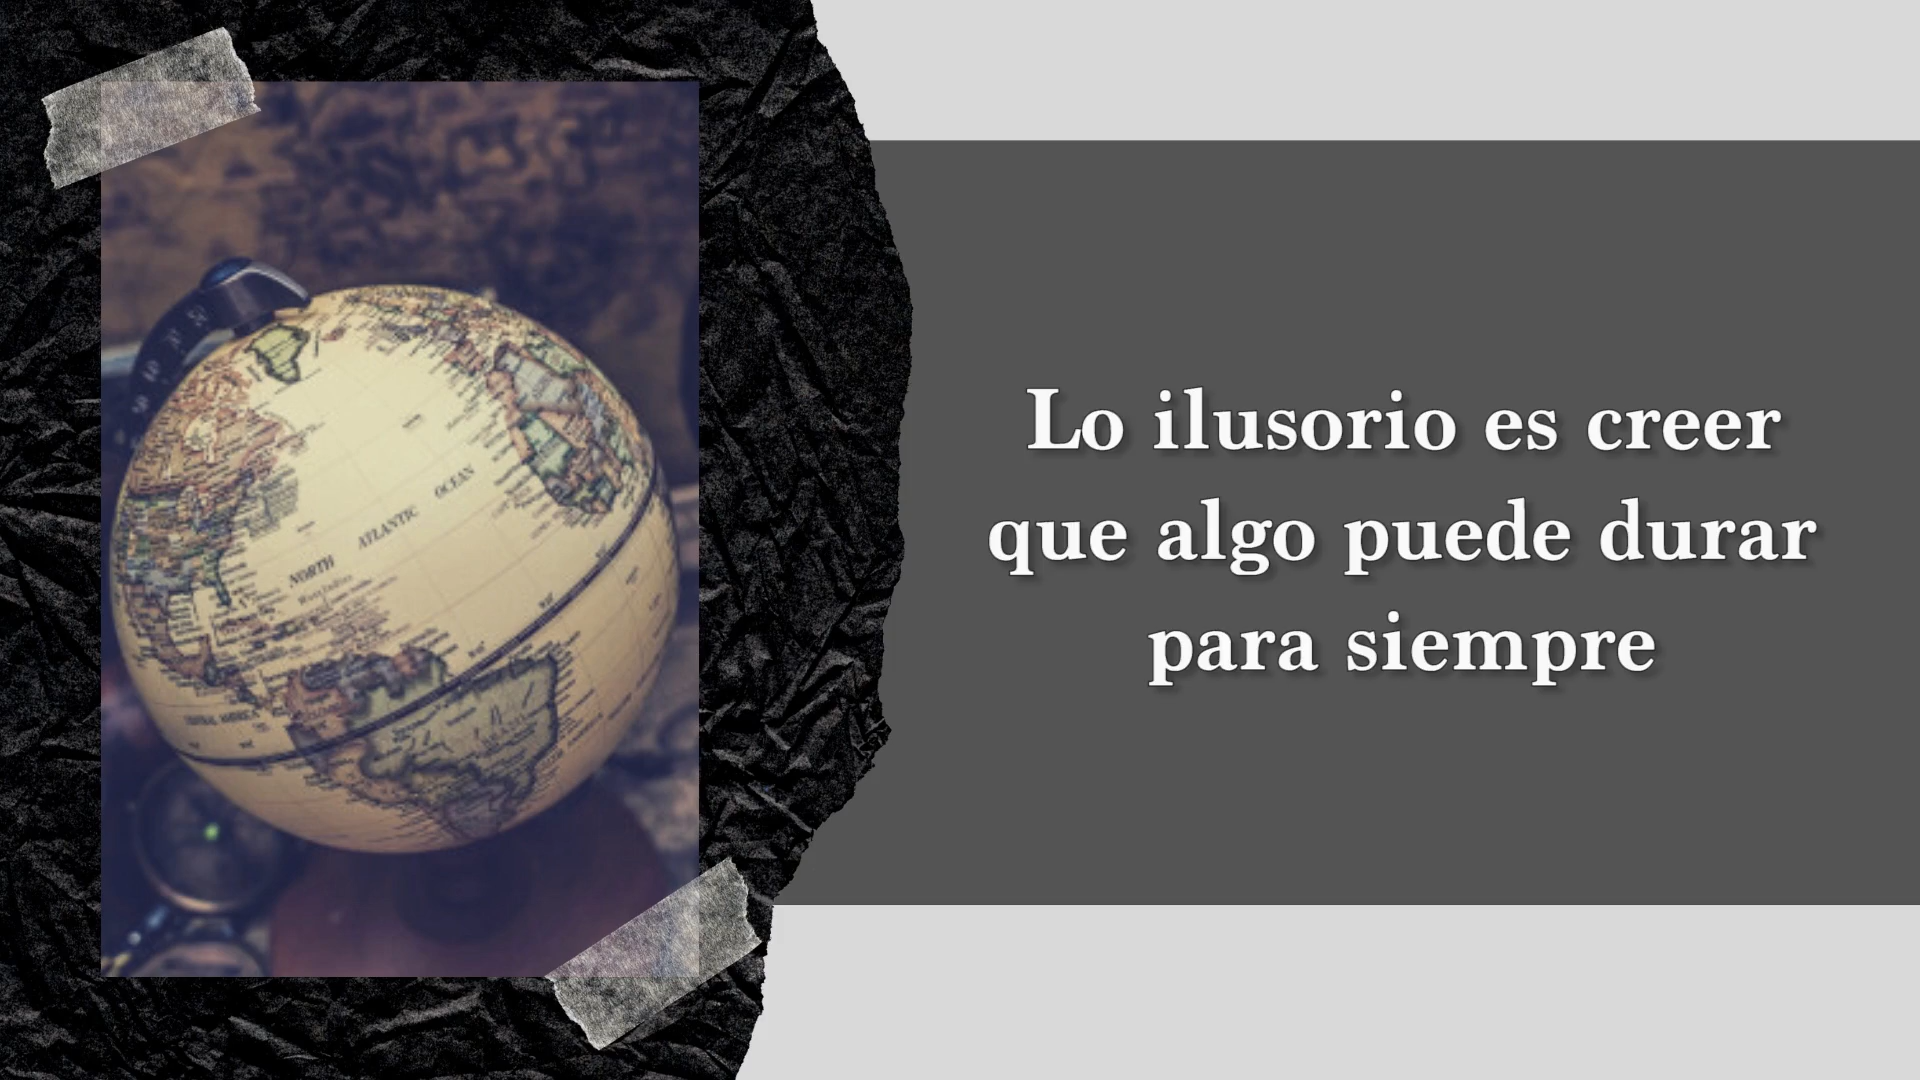 Lo ilusorio es creer
que algo puede durar
para siempre
NORTH ATLANTIC OCEAN